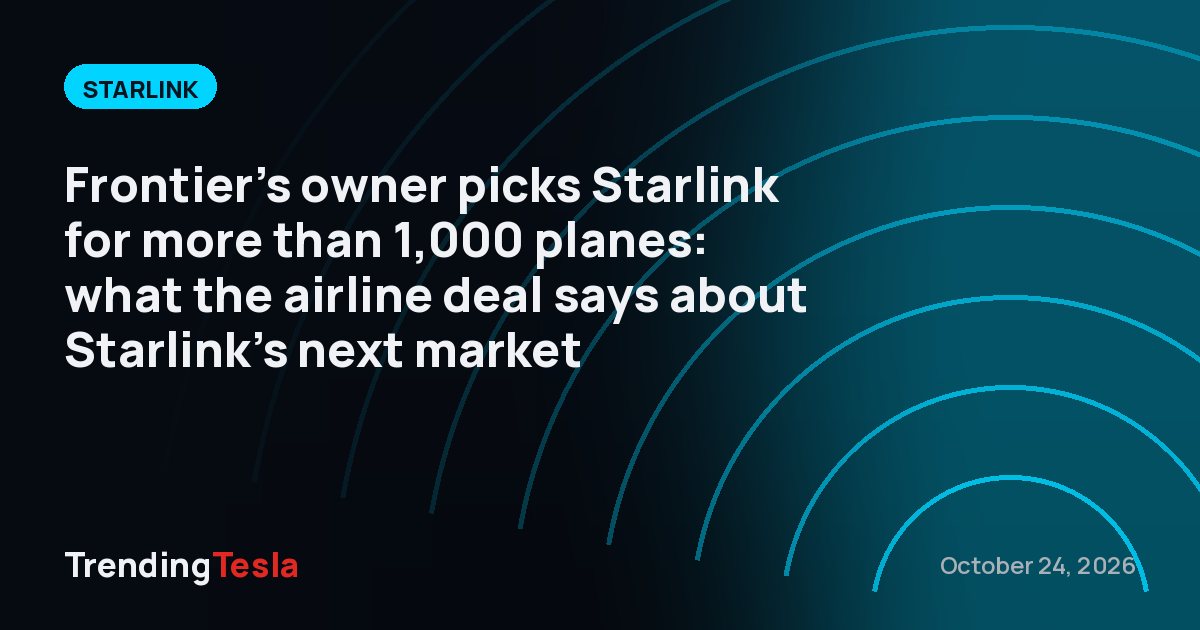 STARLINK
Frontier’s owner picks Starlink
for more than 1,000 planes:
what the airline deal says about
Starlink’s next market
TrendingTesla
October 24, 2026